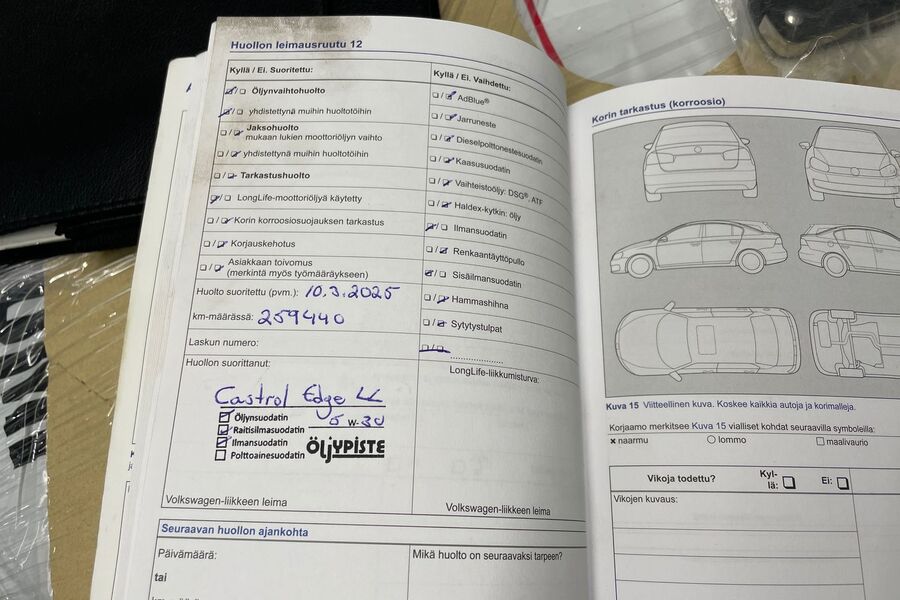 Huollon leimausruutu 12
Kyllä / Ei. Suoritettu:
Öljynvaihtohuolto
yhdistettynä muihin huoltotöihin
Jaksohuolto
mukaan lukien moottoriöljyn vaihto
yhdistettynä muihin huoltotöihin
Tarkastushuolto
LongLife-moottoriöljyä käytetty
Korin korroosiosuojauksen tarkastus
Korjauskehotus
Asiakkaan toivomus
(merkintä myös työmääräykseen)
Huolto suoritettu (pvm.): 10.3.2025
km-määrässä: 259440
Laskun numero:
Huollon suorittanut:
Castrol Edge LL
Öljynsuodatin
5 W-30
Raitisilmasuodatin
Ilmansuodatin
Polttoainesuodatin
ÖLJYPISTE
Volkswagen-liikkeen leima
Kyllä / Ei. Vaihdettu:
AdBlue®
Jarruneste
Dieselpolttonestesuodatin
Kaasusuodatin
Vaihteistoöljy: DSG®, ATF
Haldex-kytkin: öljy
Ilmansuodatin
Renkaantäyttöpullo
Sisäilmansuodatin
Hammashihna
Sytytystulpat
LongLife-liikkumisturva:
Volkswagen-liikkeen leima
Seuraavan huollon ajankohta
Päivämäärä:
tai
Mikä huolto on seuraavaksi tarpeen?
Korin tarkastus (korroosio)
Kuva 15 Viitteellinen kuva. Koskee kaikkia autoja ja korimalleja.
Korjaamo merkitsee Kuva 15 vialliset kohdat seuraavilla symboleilla:
naarmu
lommo
maalivaurio
Vikoja todettu?
Kyl-
lä:
Ei:
Vikojen kuvaus: